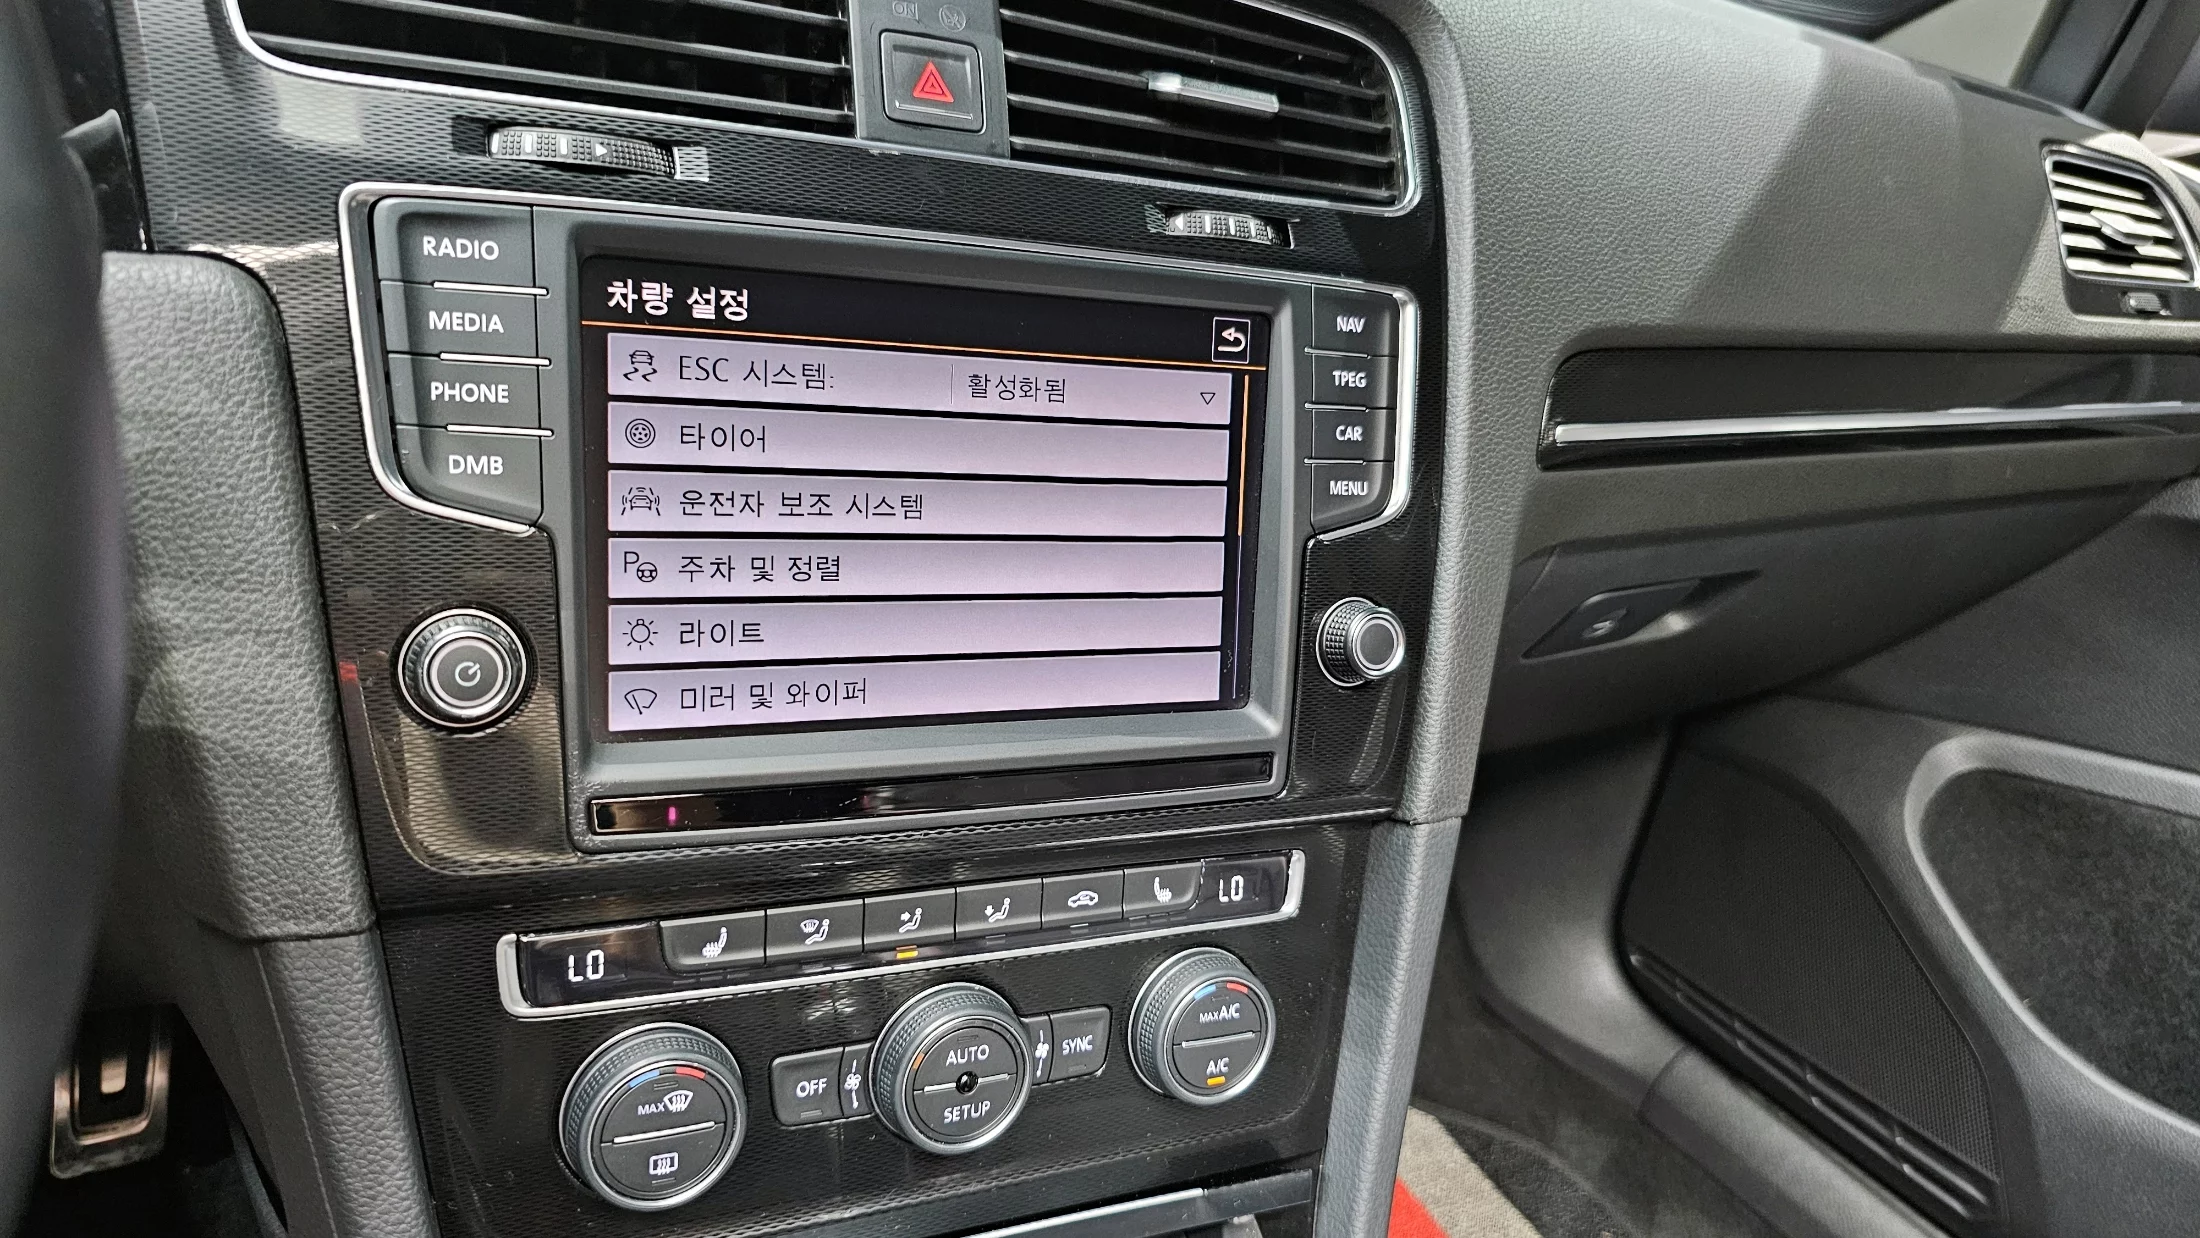 ON
RADIO
MEDIA
PHONE
DMB
차량 설정
ESC 시스템: 활성화됨
타이어
운전자 보조 시스템
주차 및 정렬
라이트
미러 및 와이퍼
NAV
TPEG
CAR
MENU
LO
LO
MAX
OFF
AUTO
SETUP
SYNC
MAX A/C
A/C